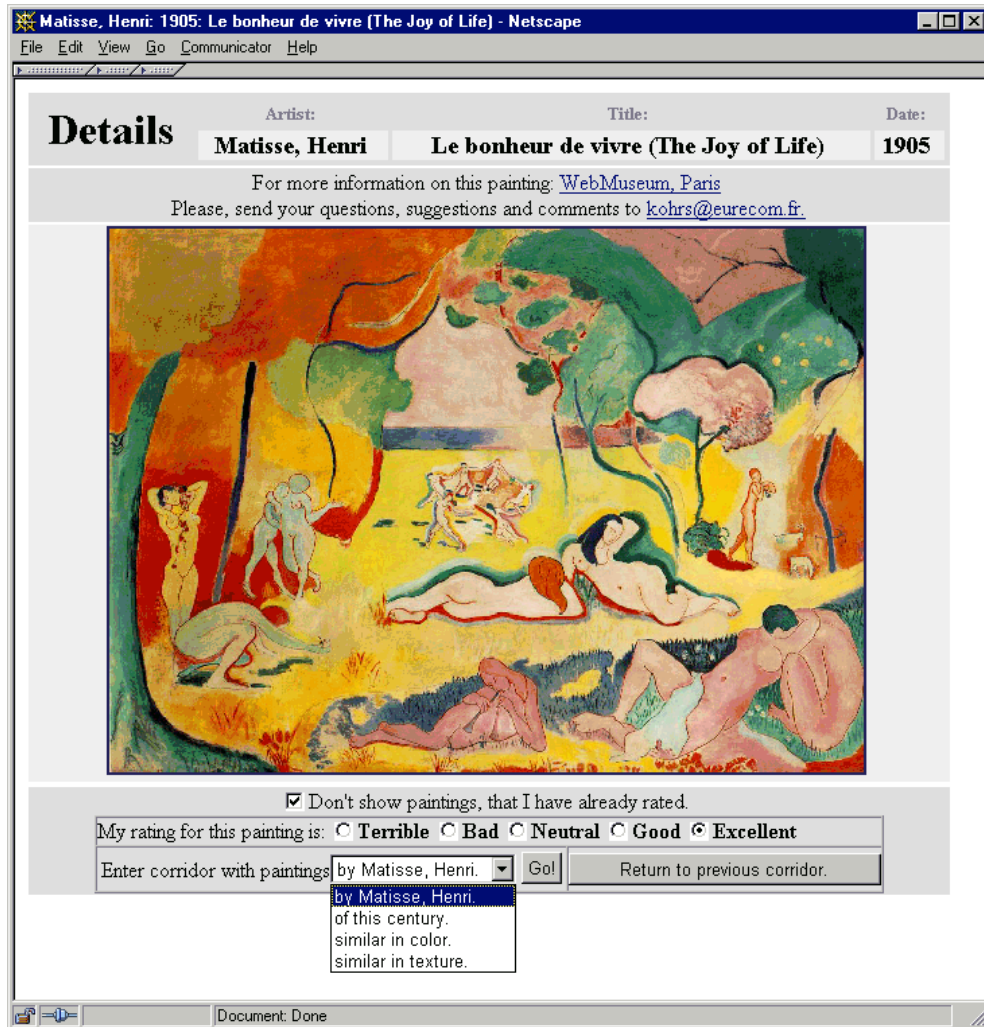 Matisse, Henri: 1905: Le bonheur de vivre (The Joy of Life) - Netscape
File Edit View Go Communicator Help
Artist: Title: Date:
Details Matisse, Henri Le bonheur de vivre (The Joy of Life) 1905
For more information on this painting: WebMuseum, Paris
Please, send your questions, suggestions and comments to kohrs@eurecom.fr.
Don't show paintings, that I have already rated.
My rating for this painting is: Terrible Bad Neutral Good Excellent
Enter corridor with paintings by Matisse, Henri. Go! Return to previous corridor.
by Matisse, Henri.
of this century.
similar in color.
similar in texture.
Document: Done